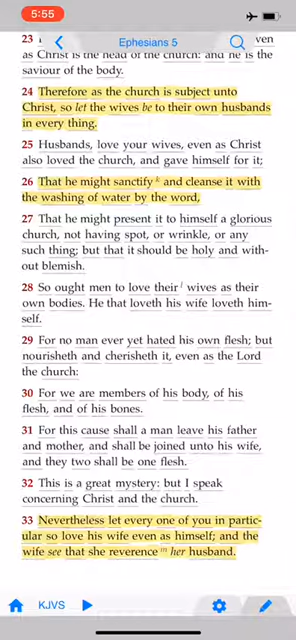 5:55
23
Ephesians 5
ven
as Christ is the head of the church: and he is the
saviour of the body.
24 Therefore as the church is subject unto
Christ, so let the wives be to their own husbands
in every thing.
25 Husbands, love your wives, even as Christ
also loved the church, and gave himself for it;
26 That he might sanctify k and cleanse it with
the washing of water by the word,
27 That he might present it to himself a glorious
church, not having spot, or wrinkle, or any
such thing; but that it should be holy and with-
out blemish.
28 So ought men to love their l wives as their
own bodies. He that loveth his wife loveth him-
self.
29 For no man ever yet hated his own flesh; but
nourisheth and cherisheth it, even as the Lord
the church:
30 For we are members of his body, of his
flesh, and of his bones.
31 For this cause shall a man leave his father
and mother, and shall be joined unto his wife,
and they two shall be one flesh.
32 This is a great mystery: but I speak
concerning Christ and the church.
33 Nevertheless let every one of you in partic-
ular so love his wife even as himself; and the
wife see that she reverence m her husband.
KJVS